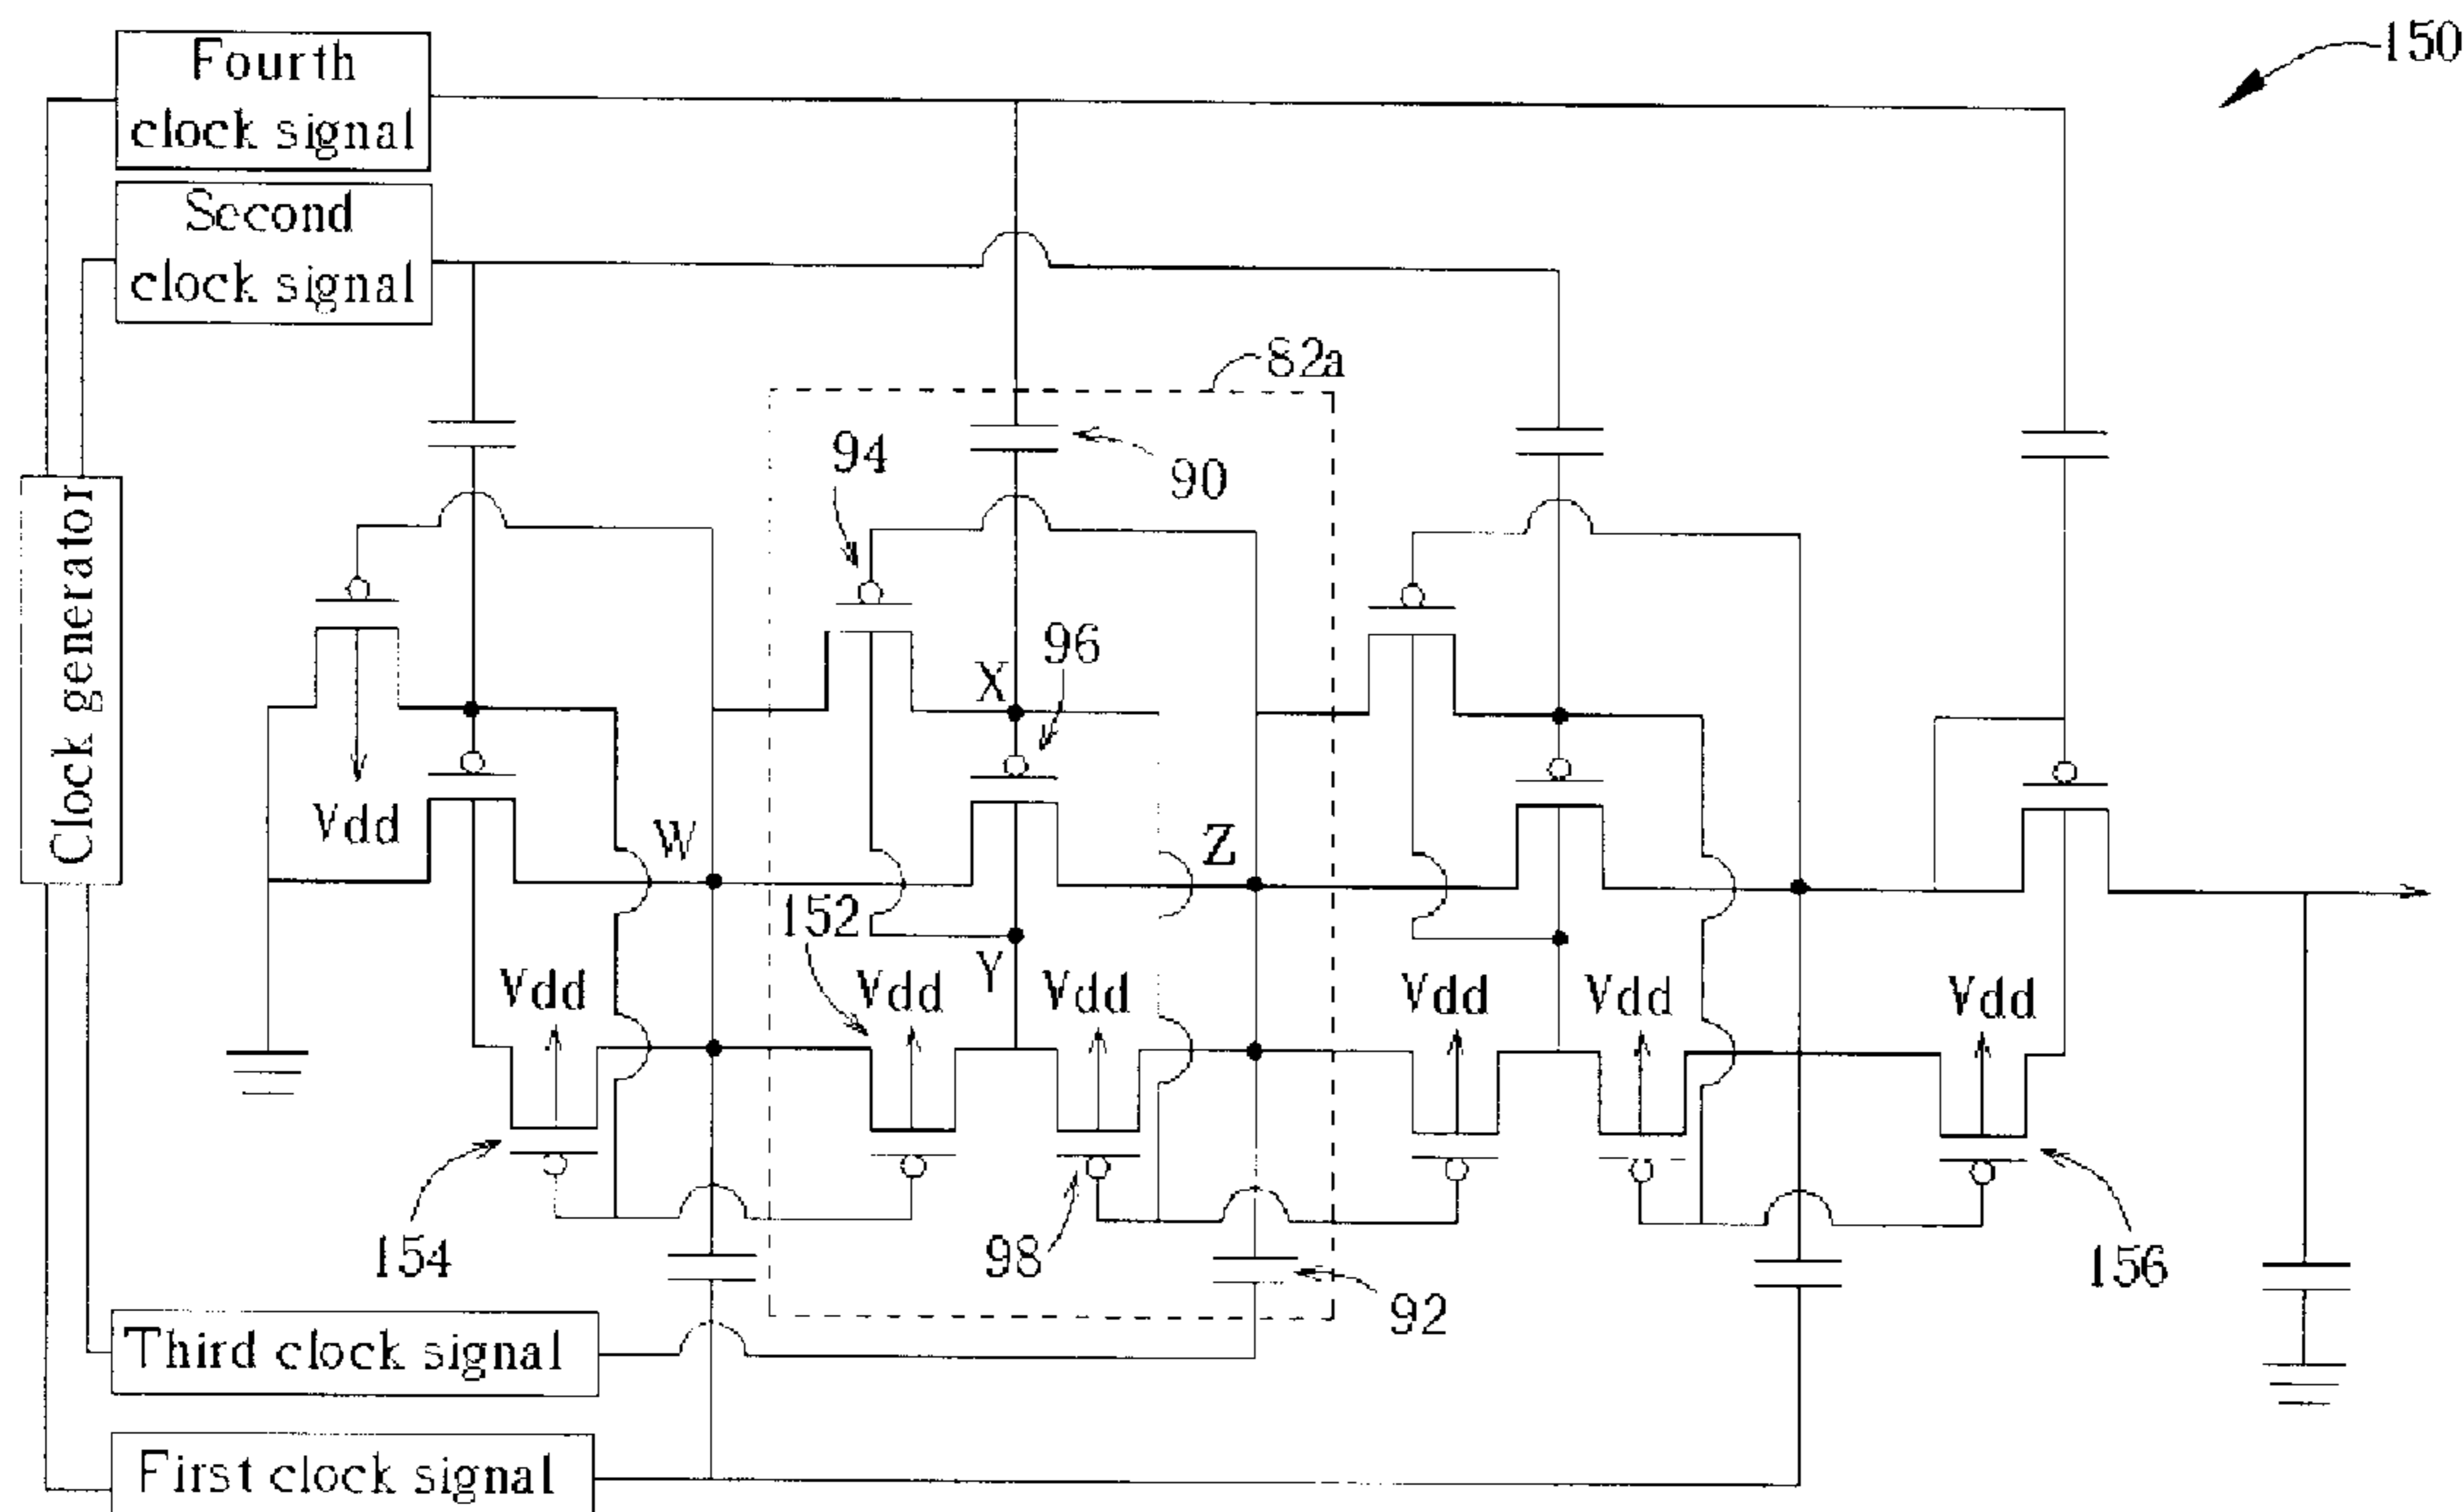 150
Fourth
clock signal
Second
clock signal
82a
94
90
Clock generator
96
X
Vdd
W
Z
152
Y
Vdd
Vdd
Vdd
Vdd
Vdd
Vdd
154
98
92
156
Third clock signal
First clock signal